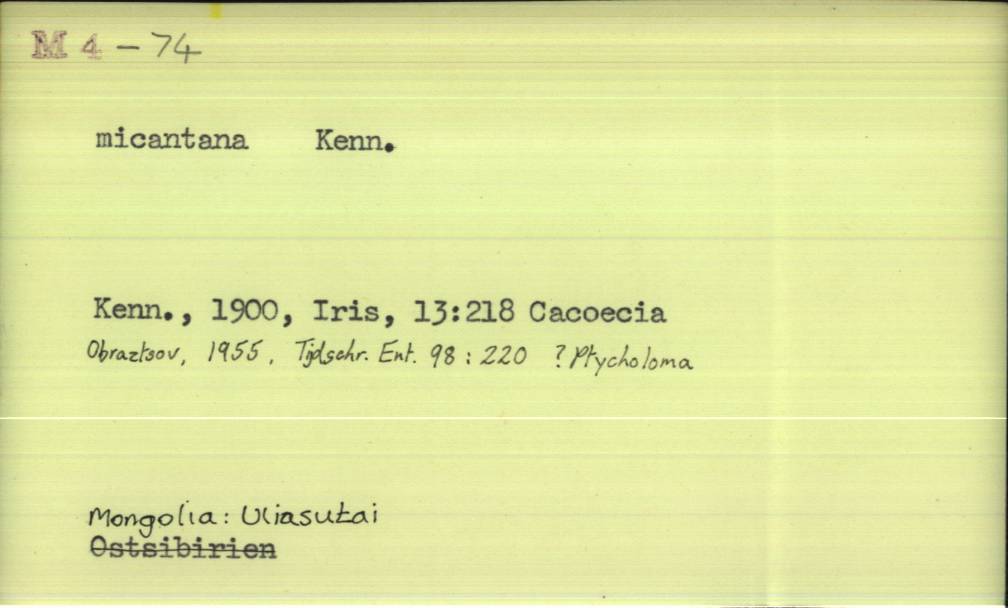 M 4 - 74
micantana Kenn.
Kenn., 1900, Iris, 13:218 Cacoecia
Obraztsov, 1955. Tijdschr. Ent. 98 : 220 ? Ptycholoma
Mongolia: Uliasutai
Ostsibirien